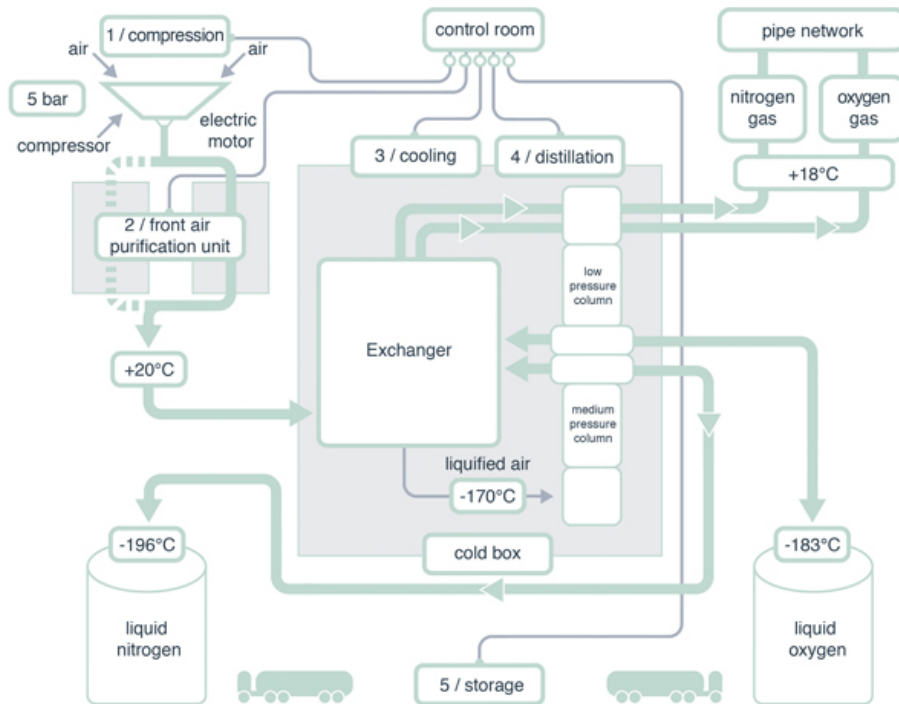 1 / compression
control room
pipe network
air
air
5 bar
nitrogen
gas
oxygen
gas
compressor
electric
motor
3 / cooling
4 / distillation
+18°C
2 / front air
purification unit
low
pressure
column
Exchanger
+20°C
medium
pressure
column
liquified air
-170°C
-196°C
cold box
-183°C
liquid
nitrogen
liquid
oxygen
5 / storage